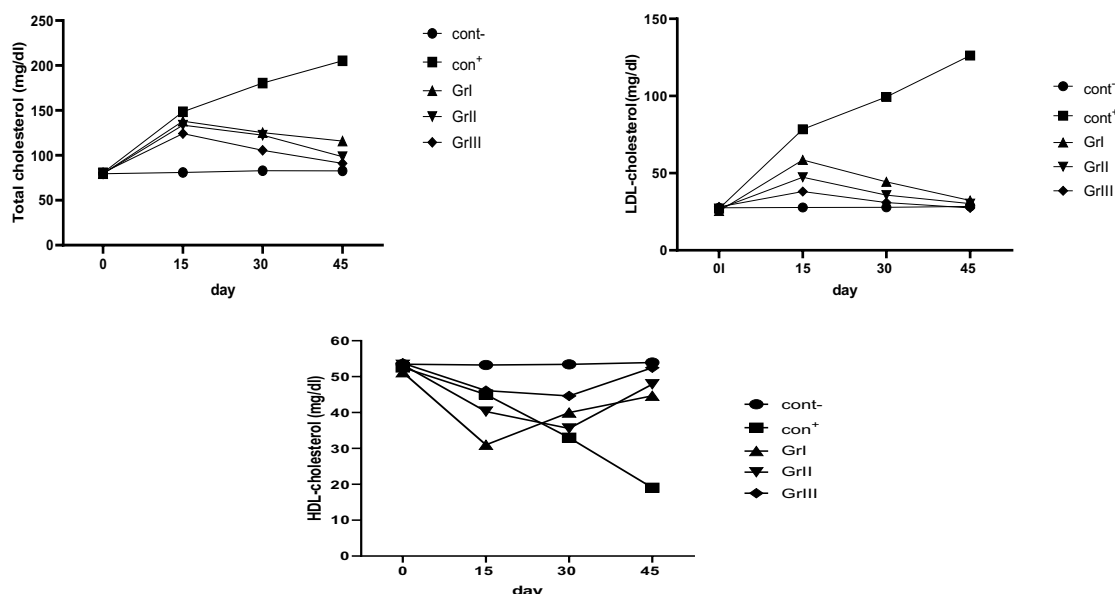 Total cholesterol (mg/dl)
250
200
150
100
50
0
0 15 30 45
day
cont-
con⁺
GrI
GrII
GrIII
LDL-cholesterol(mg/dl)
150
100
50
0
0I 15 30 45
day
cont⁻
cont⁺
GrI
GrII
GrIII
HDL-cholesterol (mg/dl)
60
50
40
30
20
10
0
0 15 30 45
day
cont-
con⁺
GrI
GrII
GrIII